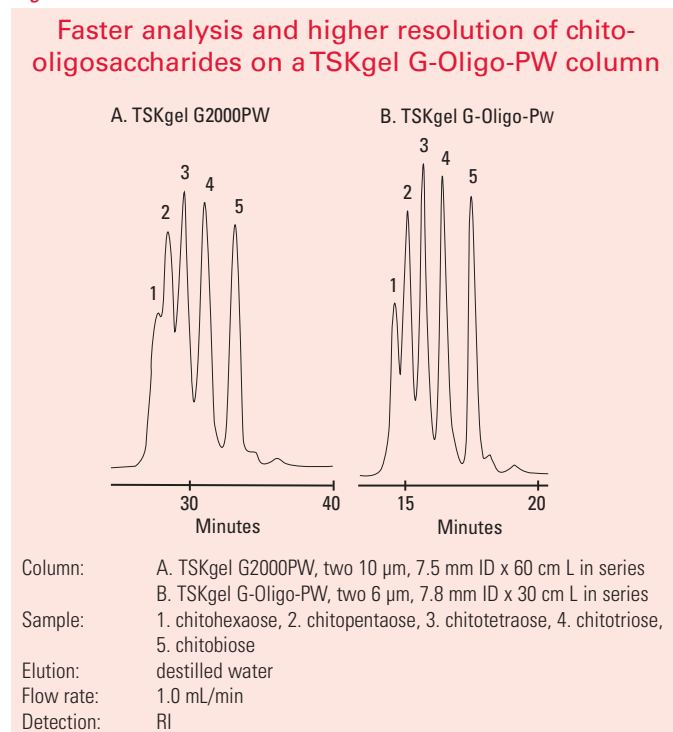 Faster analysis and higher resolution of chito-
oligosaccharides on a TSKgel G-Oligo-PW column
A. TSKgel G2000PW
B. TSKgel G-Oligo-PW
1
2
3
4
5
1
2
3
4
5
30
40
Minutes
15
20
Minutes
Column: A. TSKgel G2000PW, two 10 µm, 7.5 mm ID x 60 cm L in series
B. TSKgel G-Oligo-PW, two 6 µm, 7.8 mm ID x 30 cm L in series
Sample: 1. chitohexaose, 2. chitopentaose, 3. chitotetraose, 4. chitotriose,
5. chitobiose
Elution: destilled water
Flow rate: 1.0 mL/min
Detection: RI